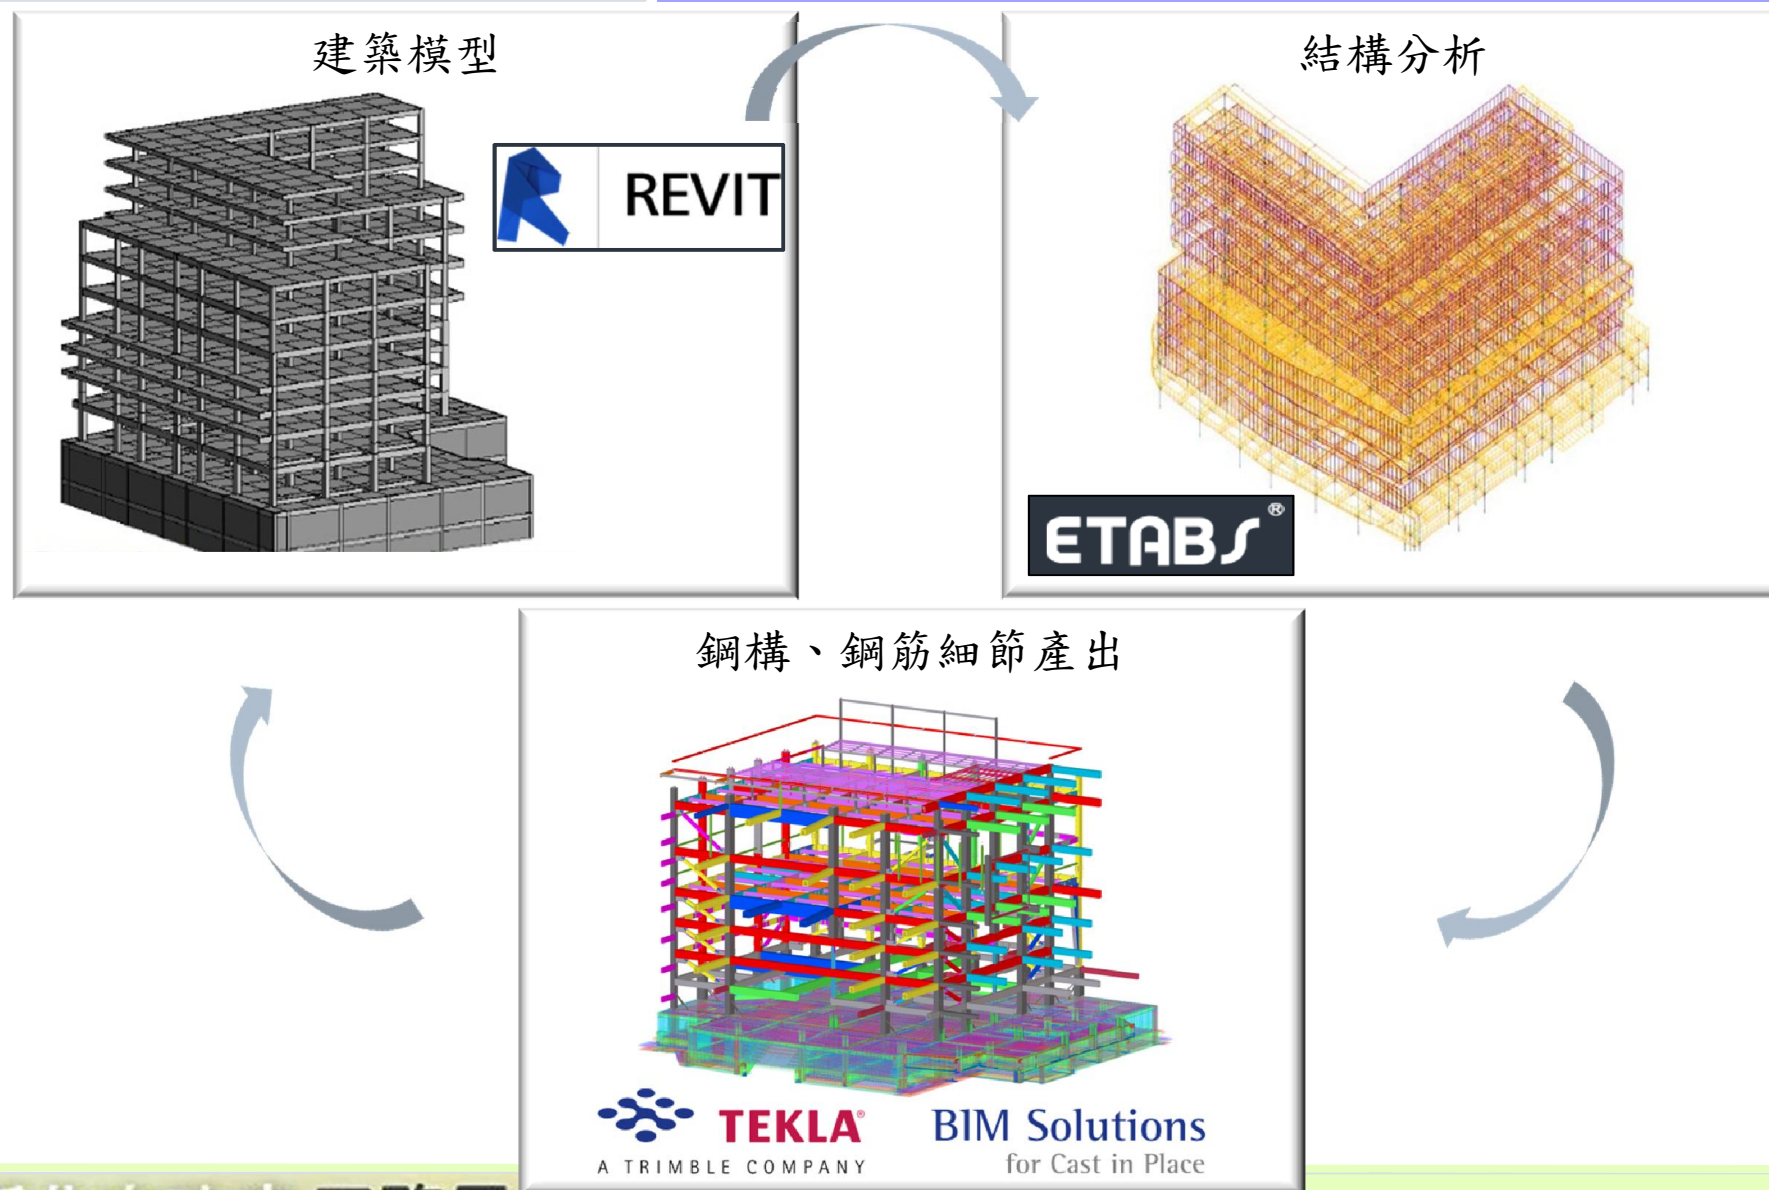 建築模型
REVIT
結構分析
ETABS®
鋼構、鋼筋細節產出
TEKLA®
A TRIMBLE COMPANY
BIM Solutions
for Cast in Place